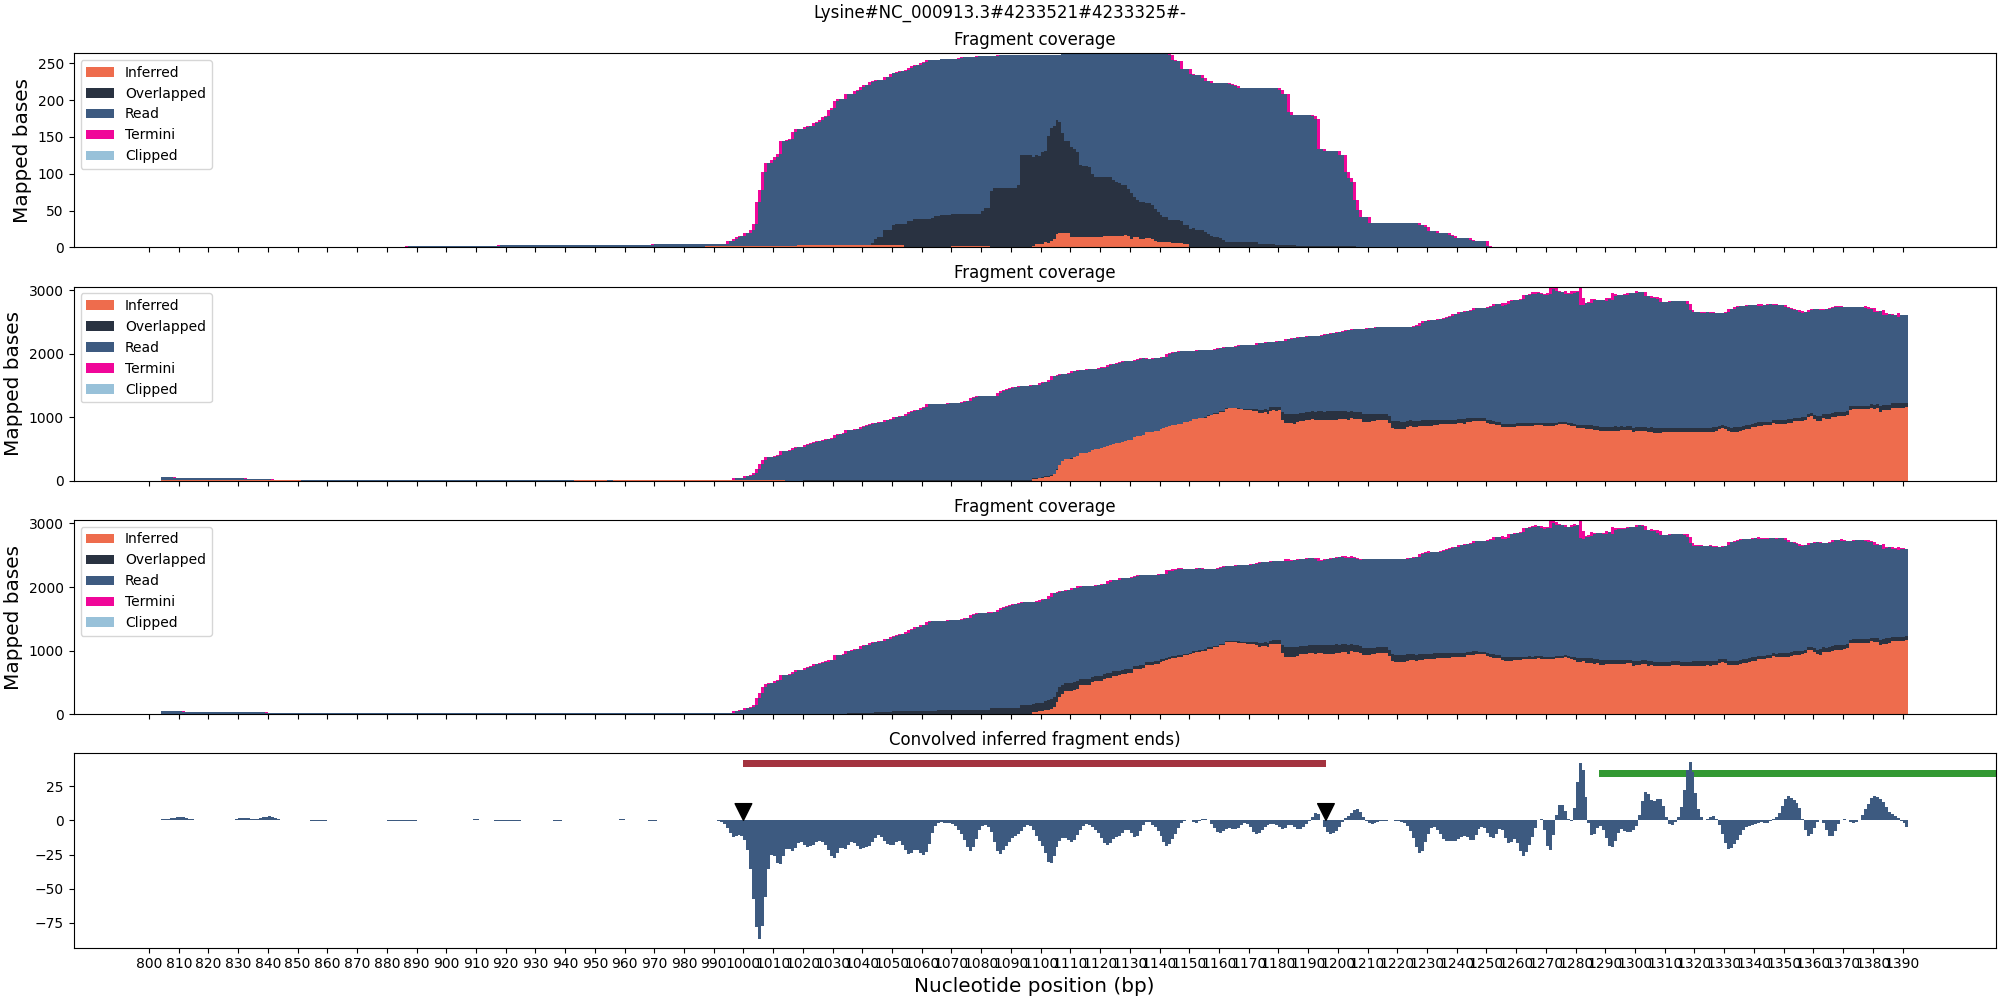 Lysine#NC_000913.3#4233521#4233325#-
Fragment coverage
Mapped bases
250
200
150
100
50
0
Inferred
Overlapped
Read
Termini
Clipped
Fragment coverage
Mapped bases
3000
2000
1000
0
Inferred
Overlapped
Read
Termini
Clipped
Fragment coverage
Mapped bases
3000
2000
1000
0
Inferred
Overlapped
Read
Termini
Clipped
Convolved inferred fragment ends)
25
0
−25
−50
−75
800 810 820 830 840 850 860 870 880 890 900 910 920 930 940 950 960 970 980 990 1000 1010 1020 1030 1040 1050 1060 1070 1080 1090 1100 1110 1120 1130 1140 1150 1160 1170 1180 1190 1200 1210 1220 1230 1240 1250 1260 1270 1280 1290 1300 1310 1320 1330 1340 1350 1360 1370 1380 1390
Nucleotide position (bp)